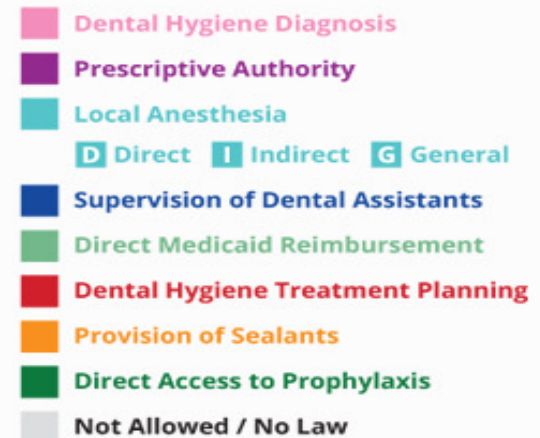 Dental Hygiene Diagnosis
Prescriptive Authority
Local Anesthesia
D Direct I Indirect G General
Supervision of Dental Assistants
Direct Medicaid Reimbursement
Dental Hygiene Treatment Planning
Provision of Sealants
Direct Access to Prophylaxis
Not Allowed / No Law